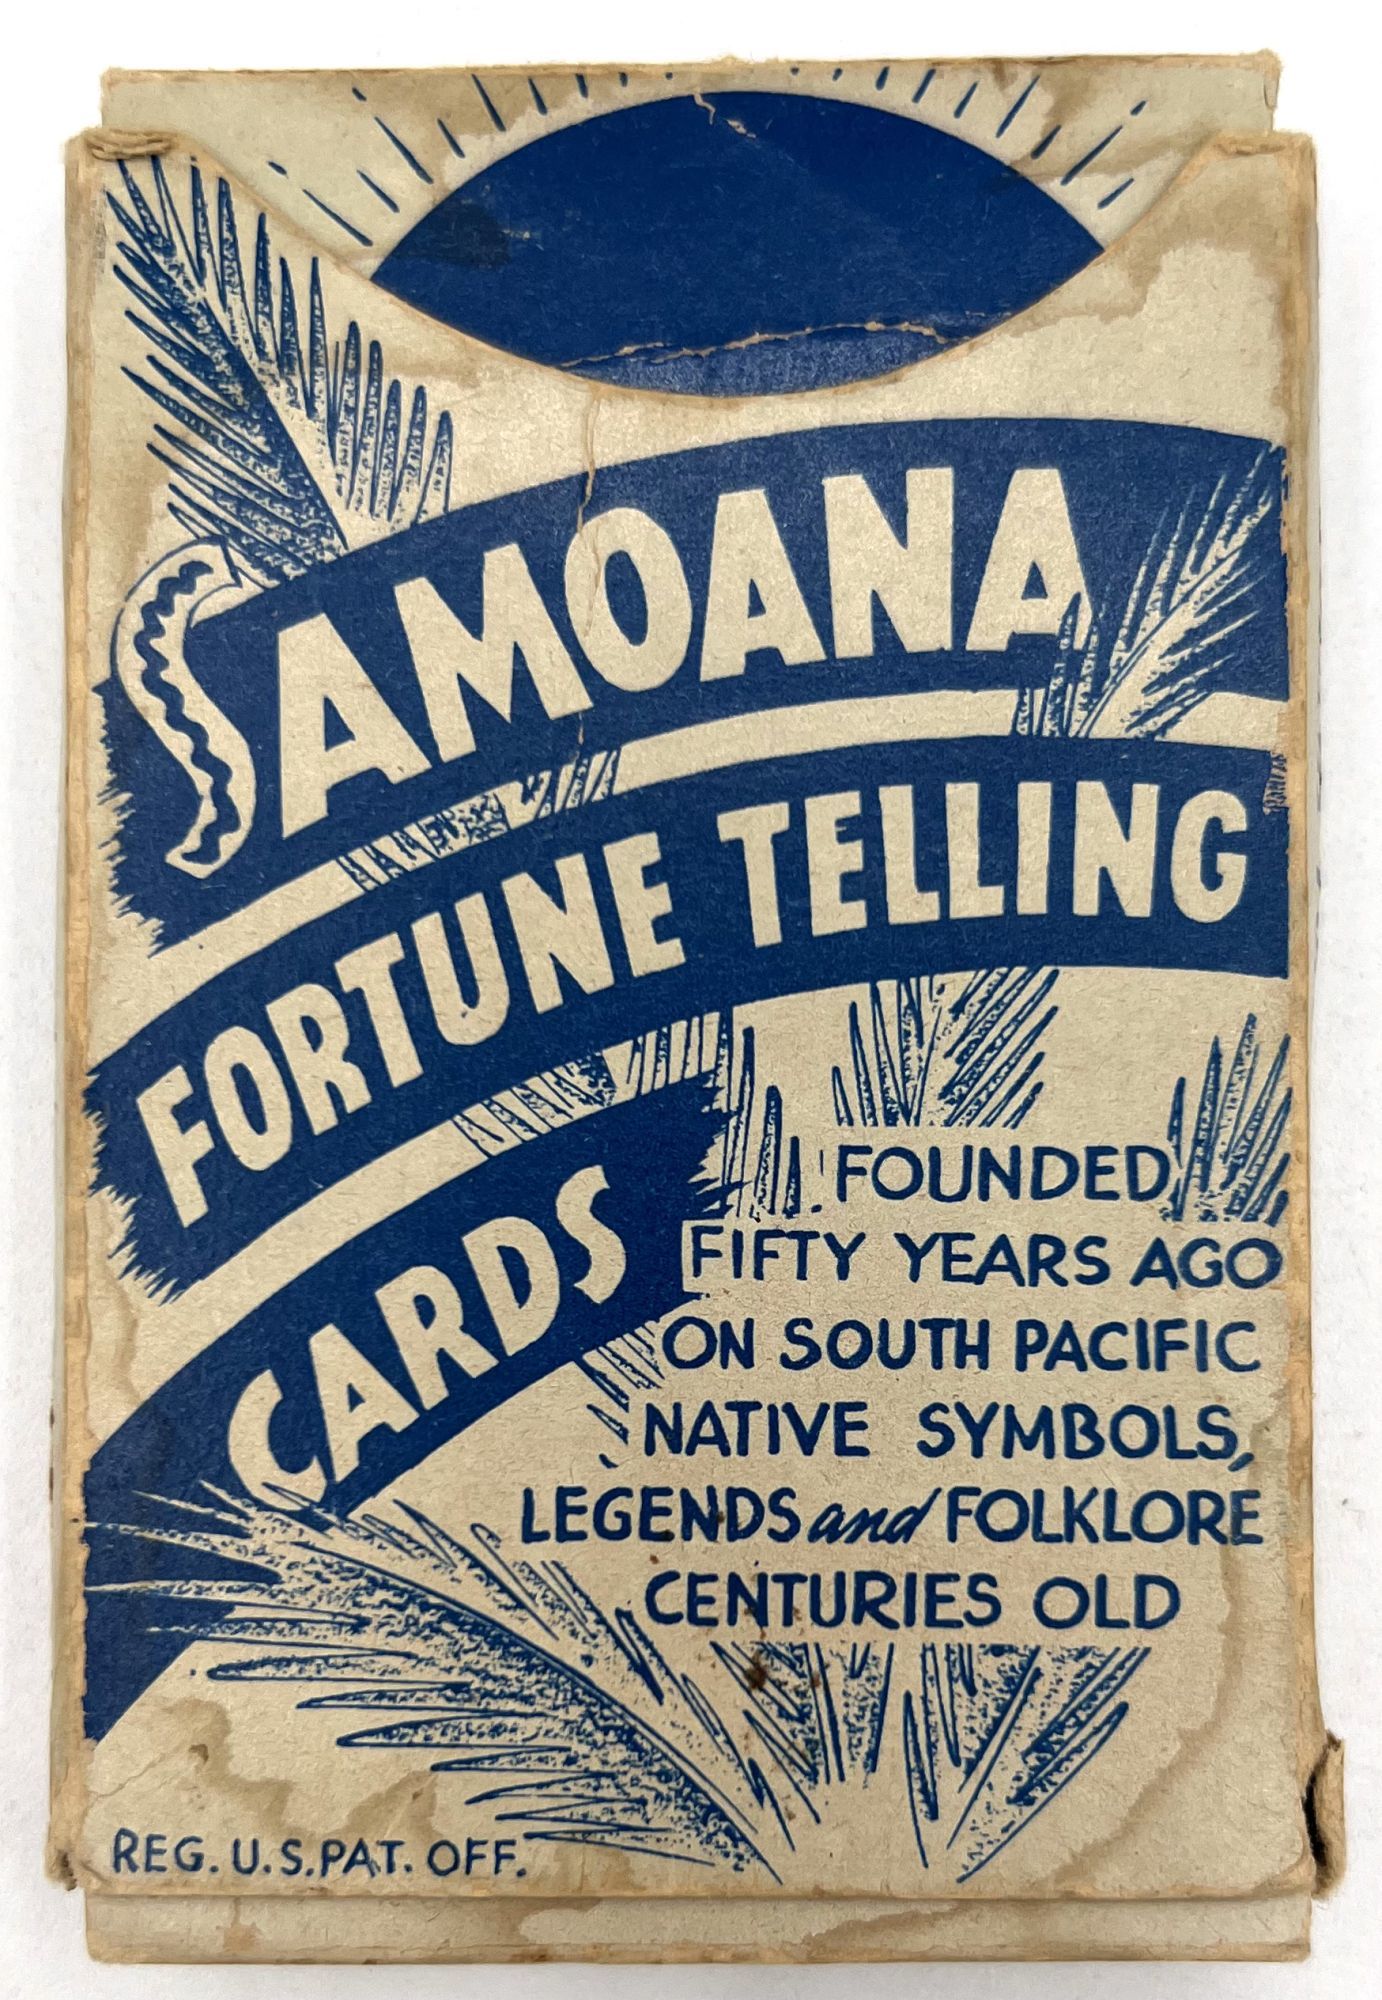 SAMOANA
FORTUNE TELLING
CARDS
FOUNDED
FIFTY YEARS AGO
ON SOUTH PACIFIC
NATIVE SYMBOLS,
LEGENDS and FOLKLORE
CENTURIES OLD
REG. U.S. PAT. OFF.